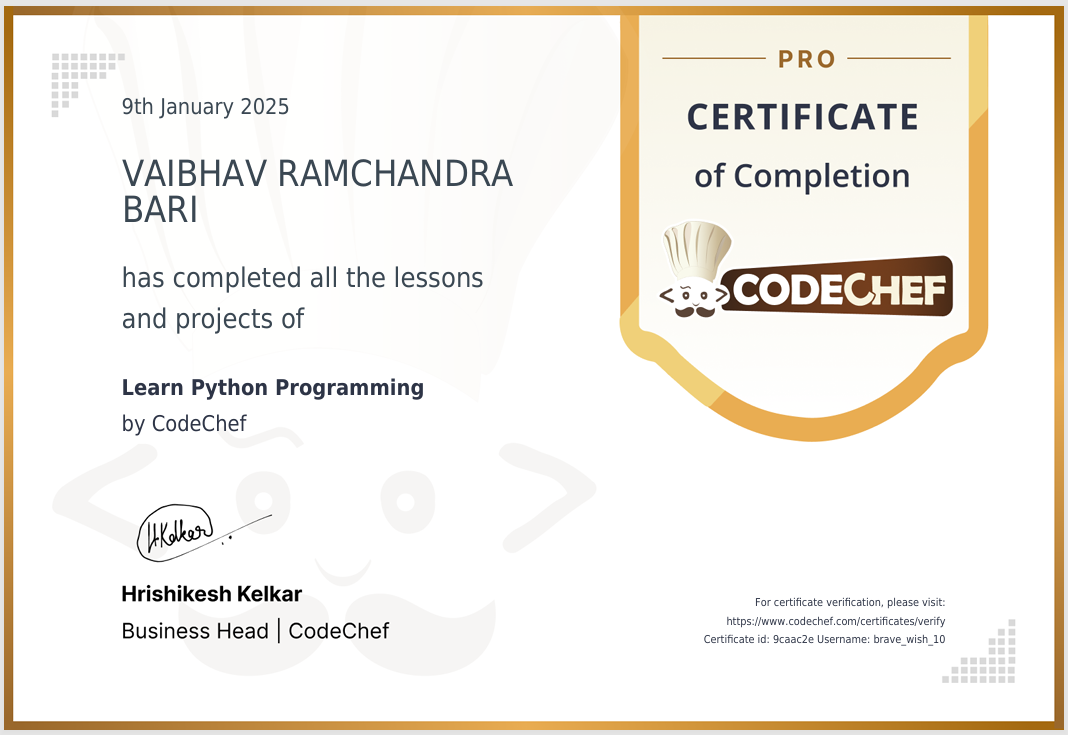 9th January 2025
VAIBHAV RAMCHANDRA
BARI
has completed all the lessons
and projects of
Learn Python Programming
by CodeChef
H.Kelkar
Hrishikesh Kelkar
Business Head | CodeChef
PRO
CERTIFICATE
of Completion
CODECHEF
For certificate verification, please visit:
https://www.codechef.com/certificates/verify
Certificate id: 9caac2e Username: brave_wish_10